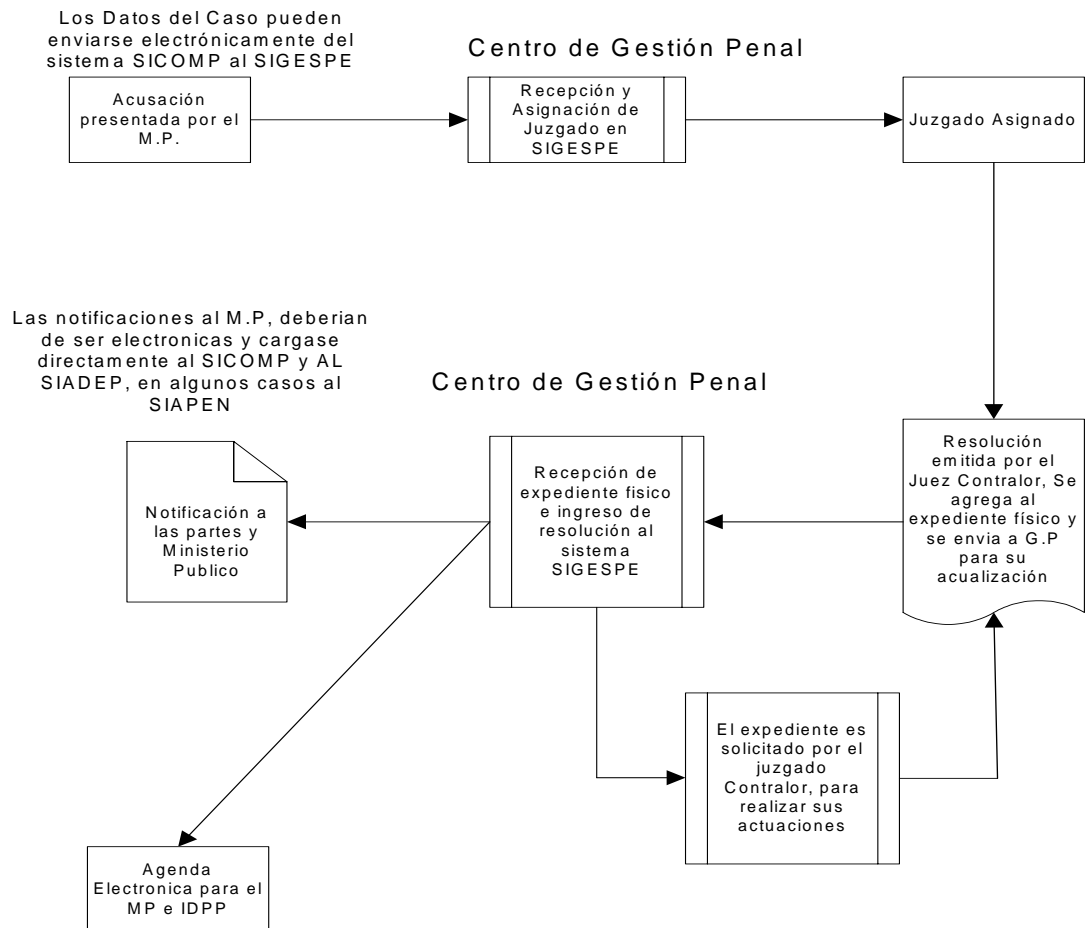 Los Datos del Caso pueden
enviarse electrónicamente del
sistema SICOMP al SIGESPE
Centro de Gestión Penal
Acusación
presentada por el
M.P.
Recepción y
Asignación de
Juzgado en
SIGESPE
Juzgado Asignado
Las notificaciones al M.P, deberian
de ser electronicas y cargase
directamente al SICOMP y AL
SIADEP, en algunos casos al
SIAPEN
Centro de Gestión Penal
Notificación a
las partes y
Ministerio
Publico
Recepción de
expediente fisico
e ingreso de
resolución al
sistema
SIGESPE
Resolución
emitida por el
Juez Contralor, Se
agrega al
expediente físico y
se envia a G.P
para su
acualización
El expediente es
solicitado por el
juzgado
Contralor, para
realizar sus
actuaciones
Agenda
Electronica para el
MP e IDPP